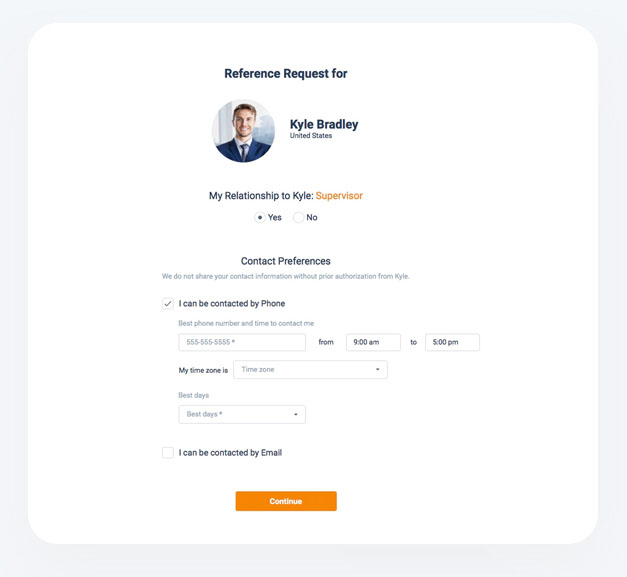 Reference Request for
Kyle Bradley
United States
My Relationship to Kyle: Supervisor
Yes No
Contact Preferences
We do not share your contact information without prior authorization from Kyle.
I can be contacted by Phone
Best phone number and time to contact me
555-555-5555 * from 9:00 am to 5:00 pm
My time zone is Time zone
Best days
Best days *
I can be contacted by Email
Continue